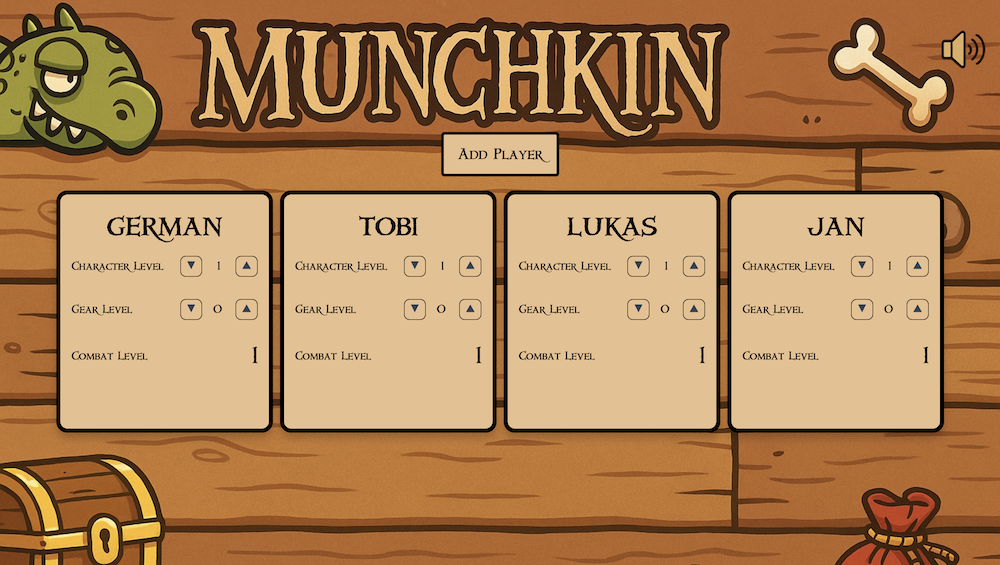 MUNCHKIN
Add Player
GERMAN
Character Level ▼ 1 ▲
Gear Level ▼ 0 ▲
Combat Level 1
TOBI
Character Level ▼ 1 ▲
Gear Level ▼ 0 ▲
Combat Level 1
LUKAS
Character Level ▼ 1 ▲
Gear Level ▼ 0 ▲
Combat Level 1
JAN
Character Level ▼ 1 ▲
Gear Level ▼ 0 ▲
Combat Level 1